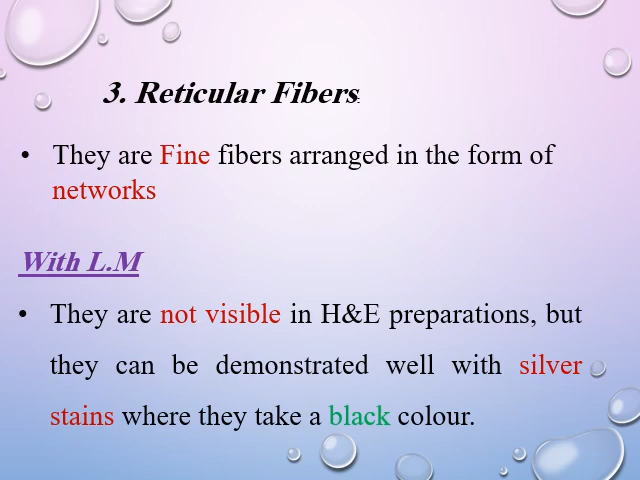 3. Reticular Fibers:
• They are Fine fibers arranged in the form of
networks
With L.M
• They are not visible in H&E preparations, but
they can be demonstrated well with silver
stains where they take a black colour.